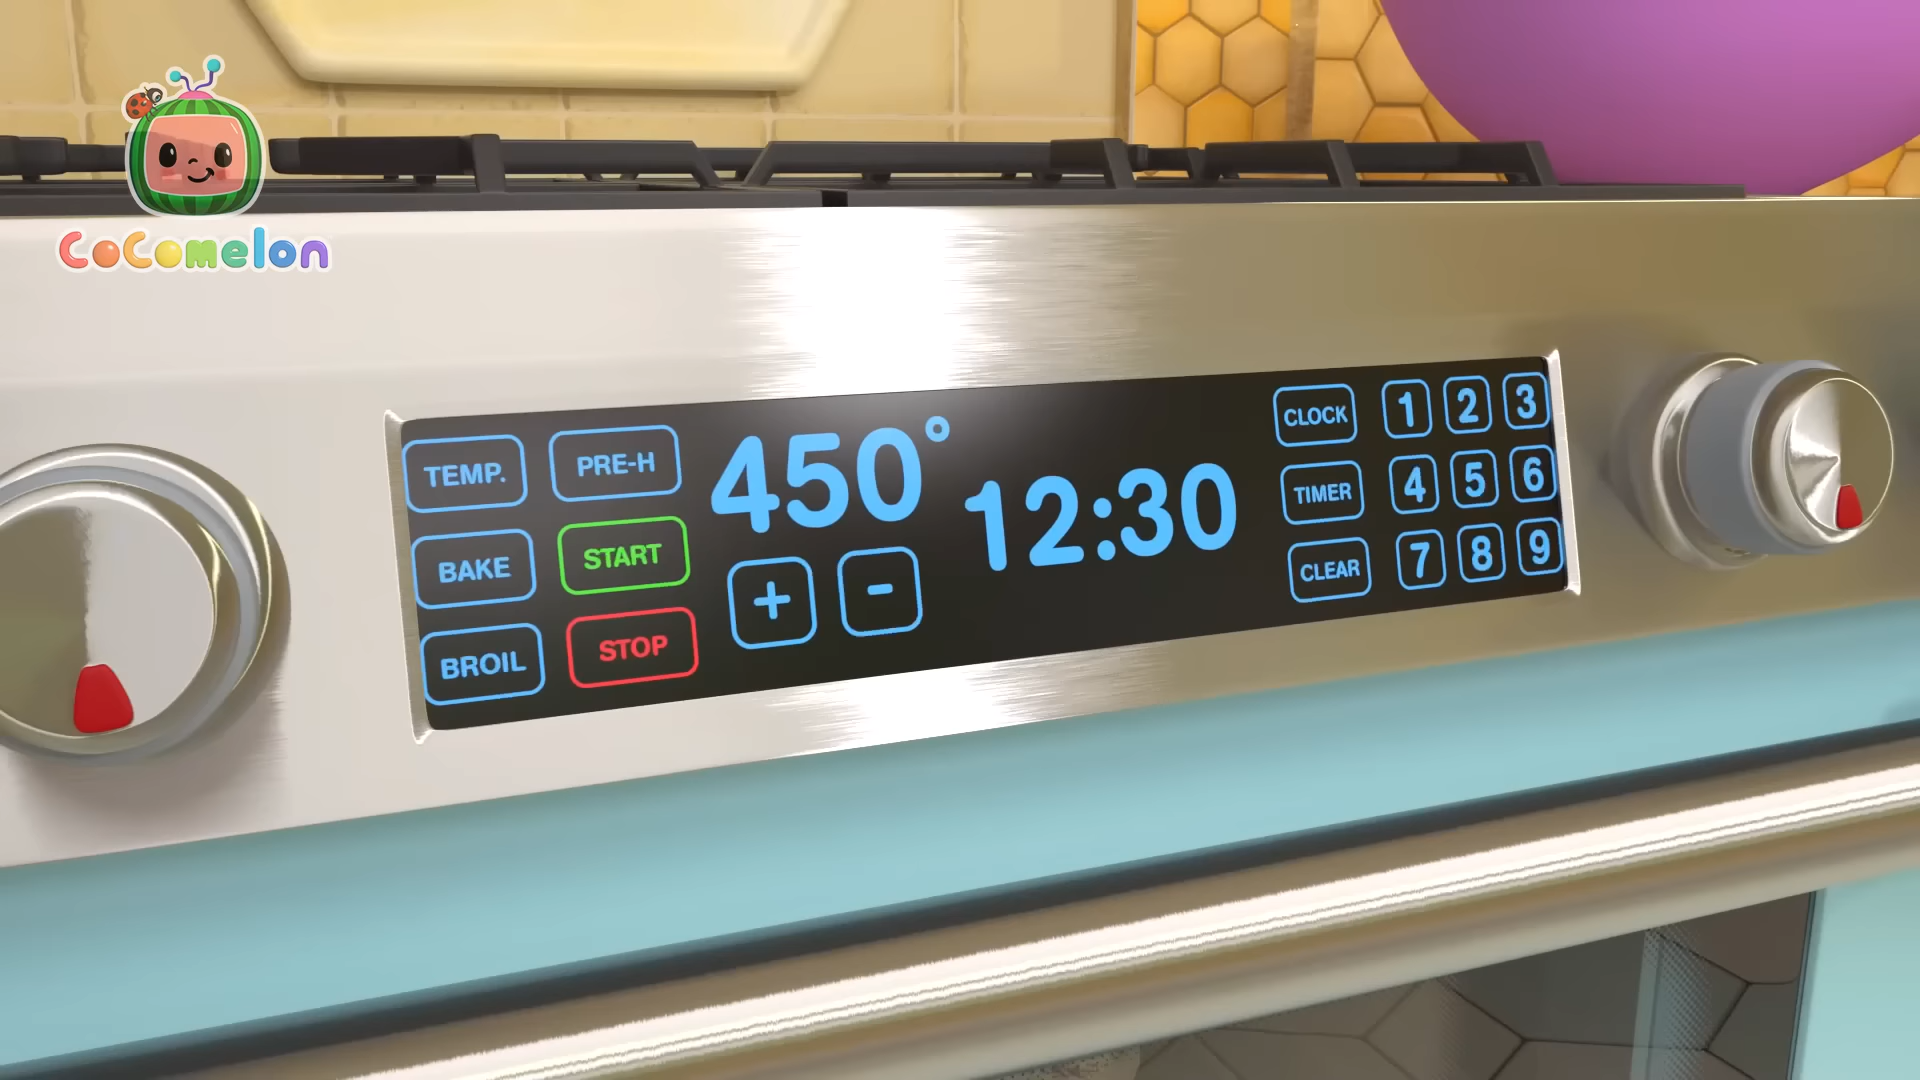 CoComelon
TEMP. PRE-H 450° 12:30 CLOCK 1 2 3
BAKE START + - TIMER 4 5 6
BROIL STOP CLEAR 7 8 9